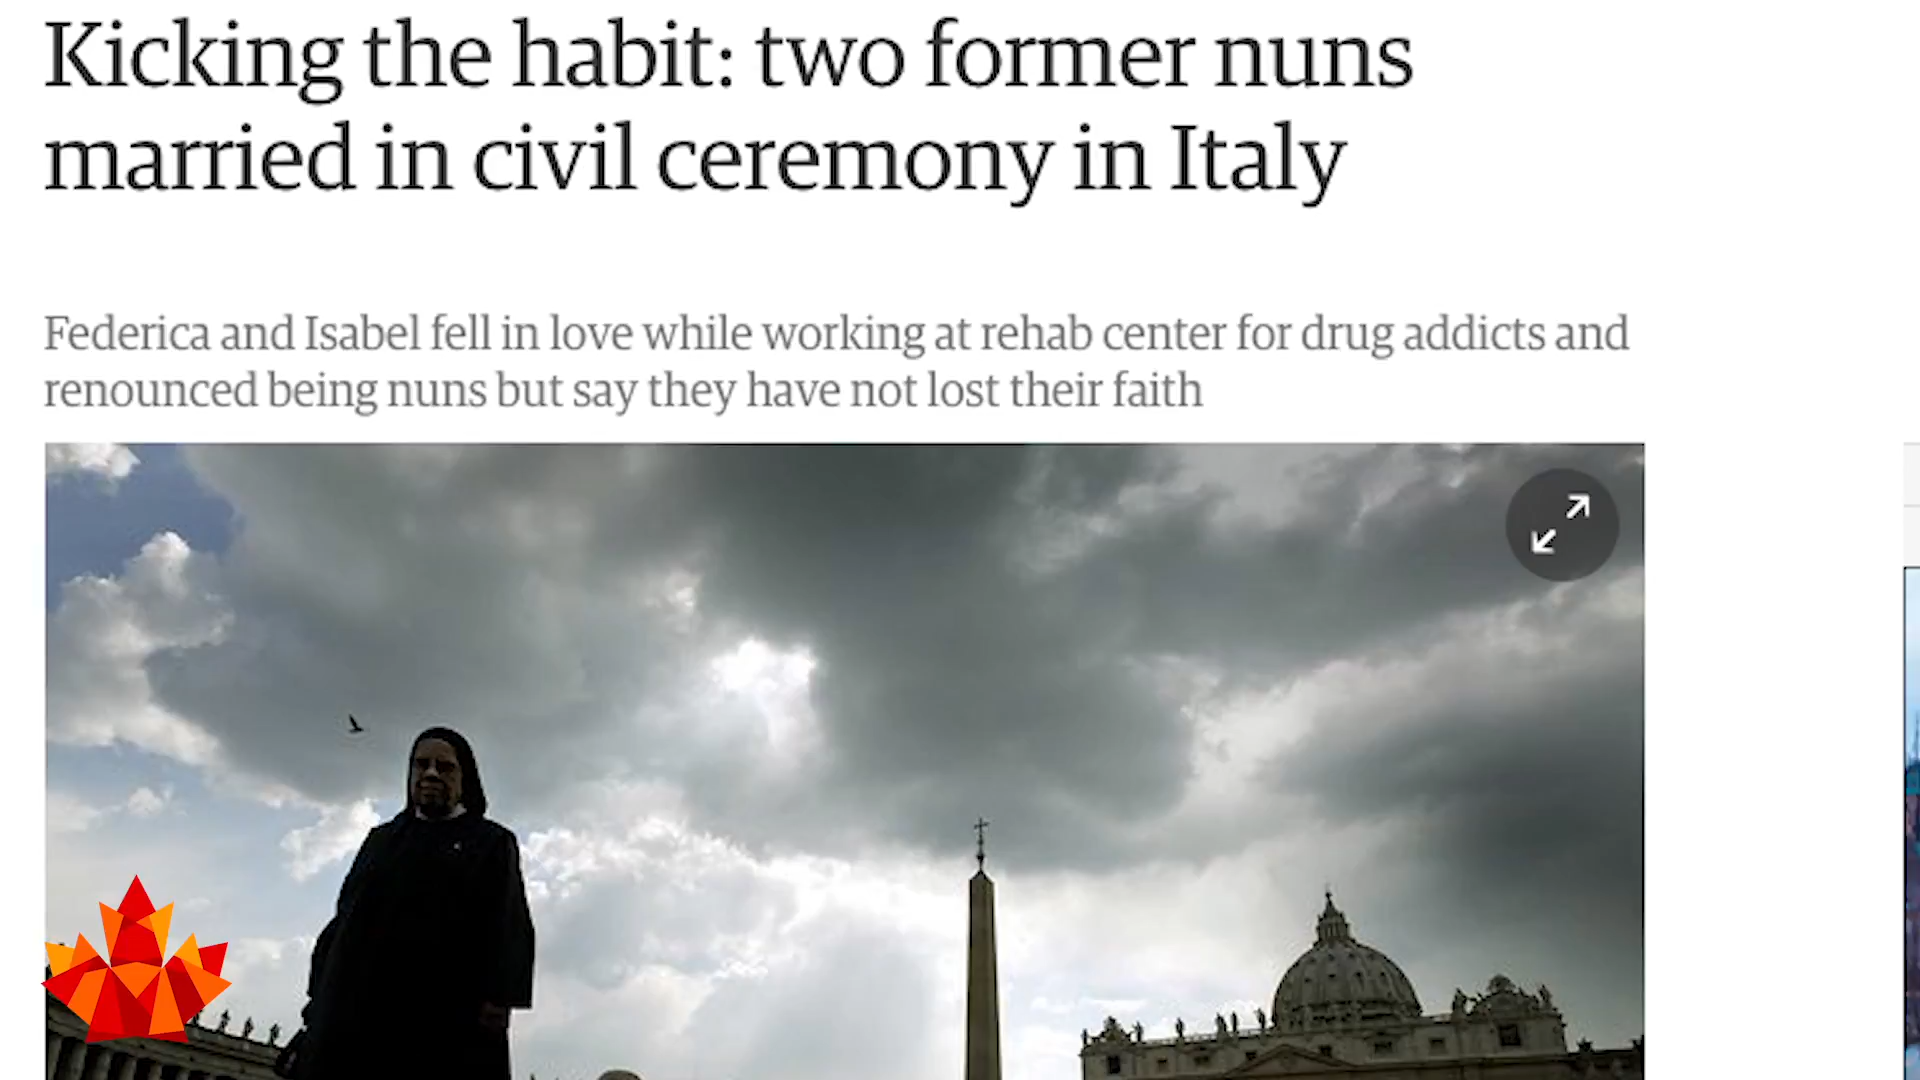 Kicking the habit: two former nuns
married in civil ceremony in Italy
Federica and Isabel fell in love while working at rehab center for drug addicts and
renounced being nuns but say they have not lost their faith